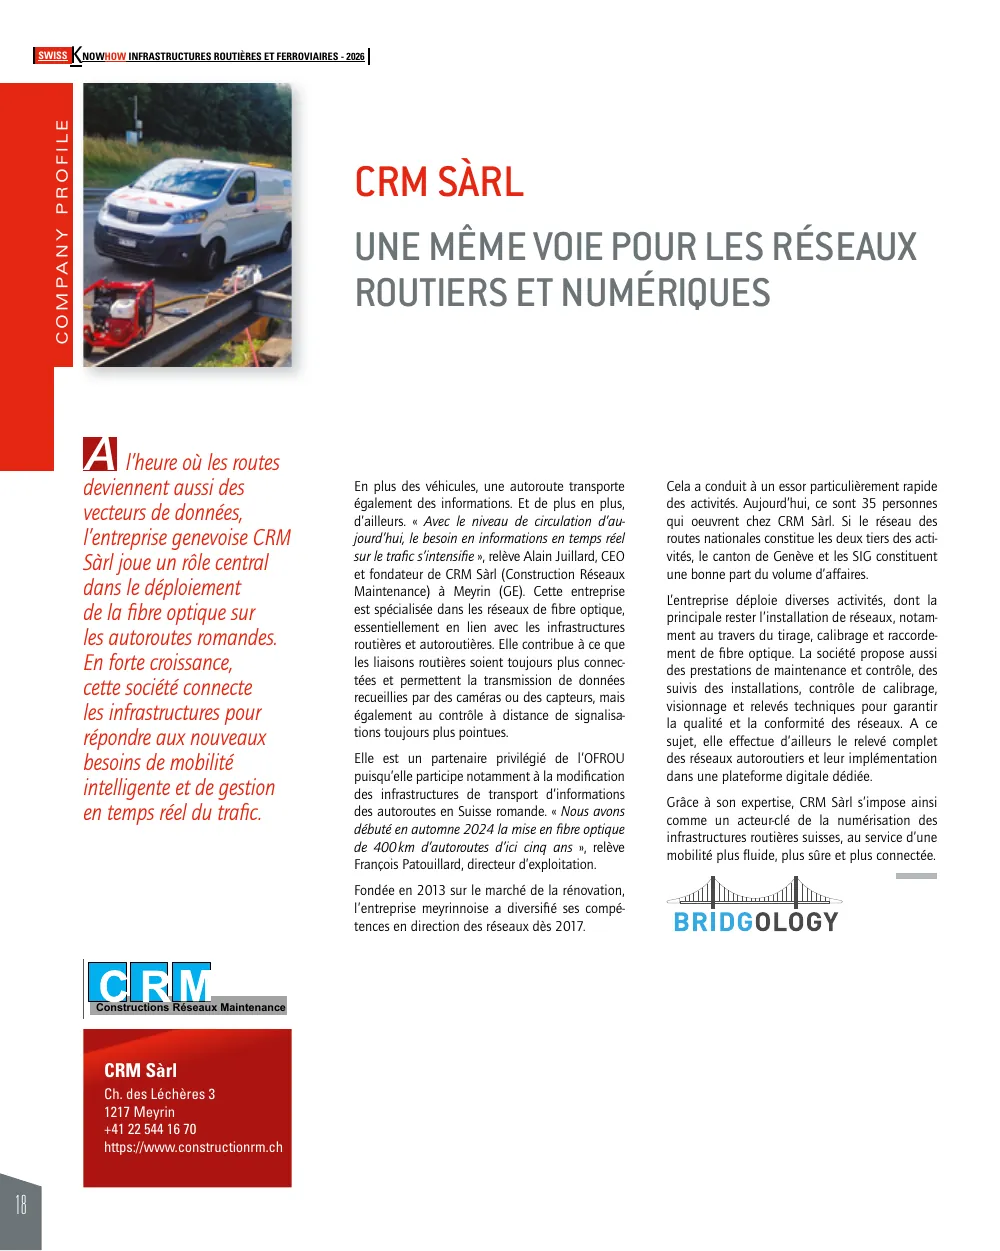 SWISS KNOWHOW INFRASTRUCTURES ROUTIÈRES ET FERROVIAIRES - 2026
COMPANY PROFILE
CRM SÀRL
UNE MÊME VOIE POUR LES RÉSEAUX
ROUTIERS ET NUMÉRIQUES
A l'heure où les routes
deviennent aussi des
vecteurs de données,
l'entreprise genevoise CRM
Sàrl joue un rôle central
dans le déploiement
de la fibre optique sur
les autoroutes romandes.
En forte croissance,
cette société connecte
les infrastructures pour
répondre aux nouveaux
besoins de mobilité
intelligente et de gestion
en temps réel du trafic.
En plus des véhicules, une autoroute transporte
également des informations. Et de plus en plus,
d'ailleurs. « Avec le niveau de circulation d'au-
jourd'hui, le besoin en informations en temps réel
sur le trafic s'intensifie », relève Alain Juillard, CEO
et fondateur de CRM Sàrl (Construction Réseaux
Maintenance) à Meyrin (GE). Cette entreprise
est spécialisée dans les réseaux de fibre optique,
essentiellement en lien avec les infrastructures
routières et autoroutières. Elle contribue à ce que
les liaisons routières soient toujours plus connec-
tées et permettent la transmission de données
recueillies par des caméras ou des capteurs, mais
également au contrôle à distance de signalisa-
tions toujours plus pointues.
Elle est un partenaire privilégié de l'OFROU
puisqu'elle participe notamment à la modification
des infrastructures de transport d'informations
des autoroutes en Suisse romande. « Nous avons
débuté en automne 2024 la mise en fibre optique
de 400 km d'autoroutes d'ici cinq ans », relève
François Patouillard, directeur d'exploitation.
Fondée en 2013 sur le marché de la rénovation,
l'entreprise meyrinnoise a diversifié ses compé-
tences en direction des réseaux dès 2017.
Cela a conduit à un essor particulièrement rapide
des activités. Aujourd'hui, ce sont 35 personnes
qui oeuvrent chez CRM Sàrl. Si le réseau des
routes nationales constitue les deux tiers des acti-
vités, le canton de Genève et les SIG constituent
une bonne part du volume d'affaires.
L'entreprise déploie diverses activités, dont la
principale rester l'installation de réseaux, notam-
ment au travers du tirage, calibrage et raccorde-
ment de fibre optique. La société propose aussi
des prestations de maintenance et contrôle, des
suivis des installations, contrôle de calibrage,
visionnage et relevés techniques pour garantir
la qualité et la conformité des réseaux. A ce
sujet, elle effectue d'ailleurs le relevé complet
des réseaux autoroutiers et leur implémentation
dans une plateforme digitale dédiée.
Grâce à son expertise, CRM Sàrl s'impose ainsi
comme un acteur-clé de la numérisation des
infrastructures routières suisses, au service d'une
mobilité plus fluide, plus sûre et plus connectée.
BRIDGOLOGY
CRM
Constructions Réseaux Maintenance
CRM Sàrl
Ch. des Léchères 3
1217 Meyrin
+41 22 544 16 70
https://www.constructionrm.ch
18